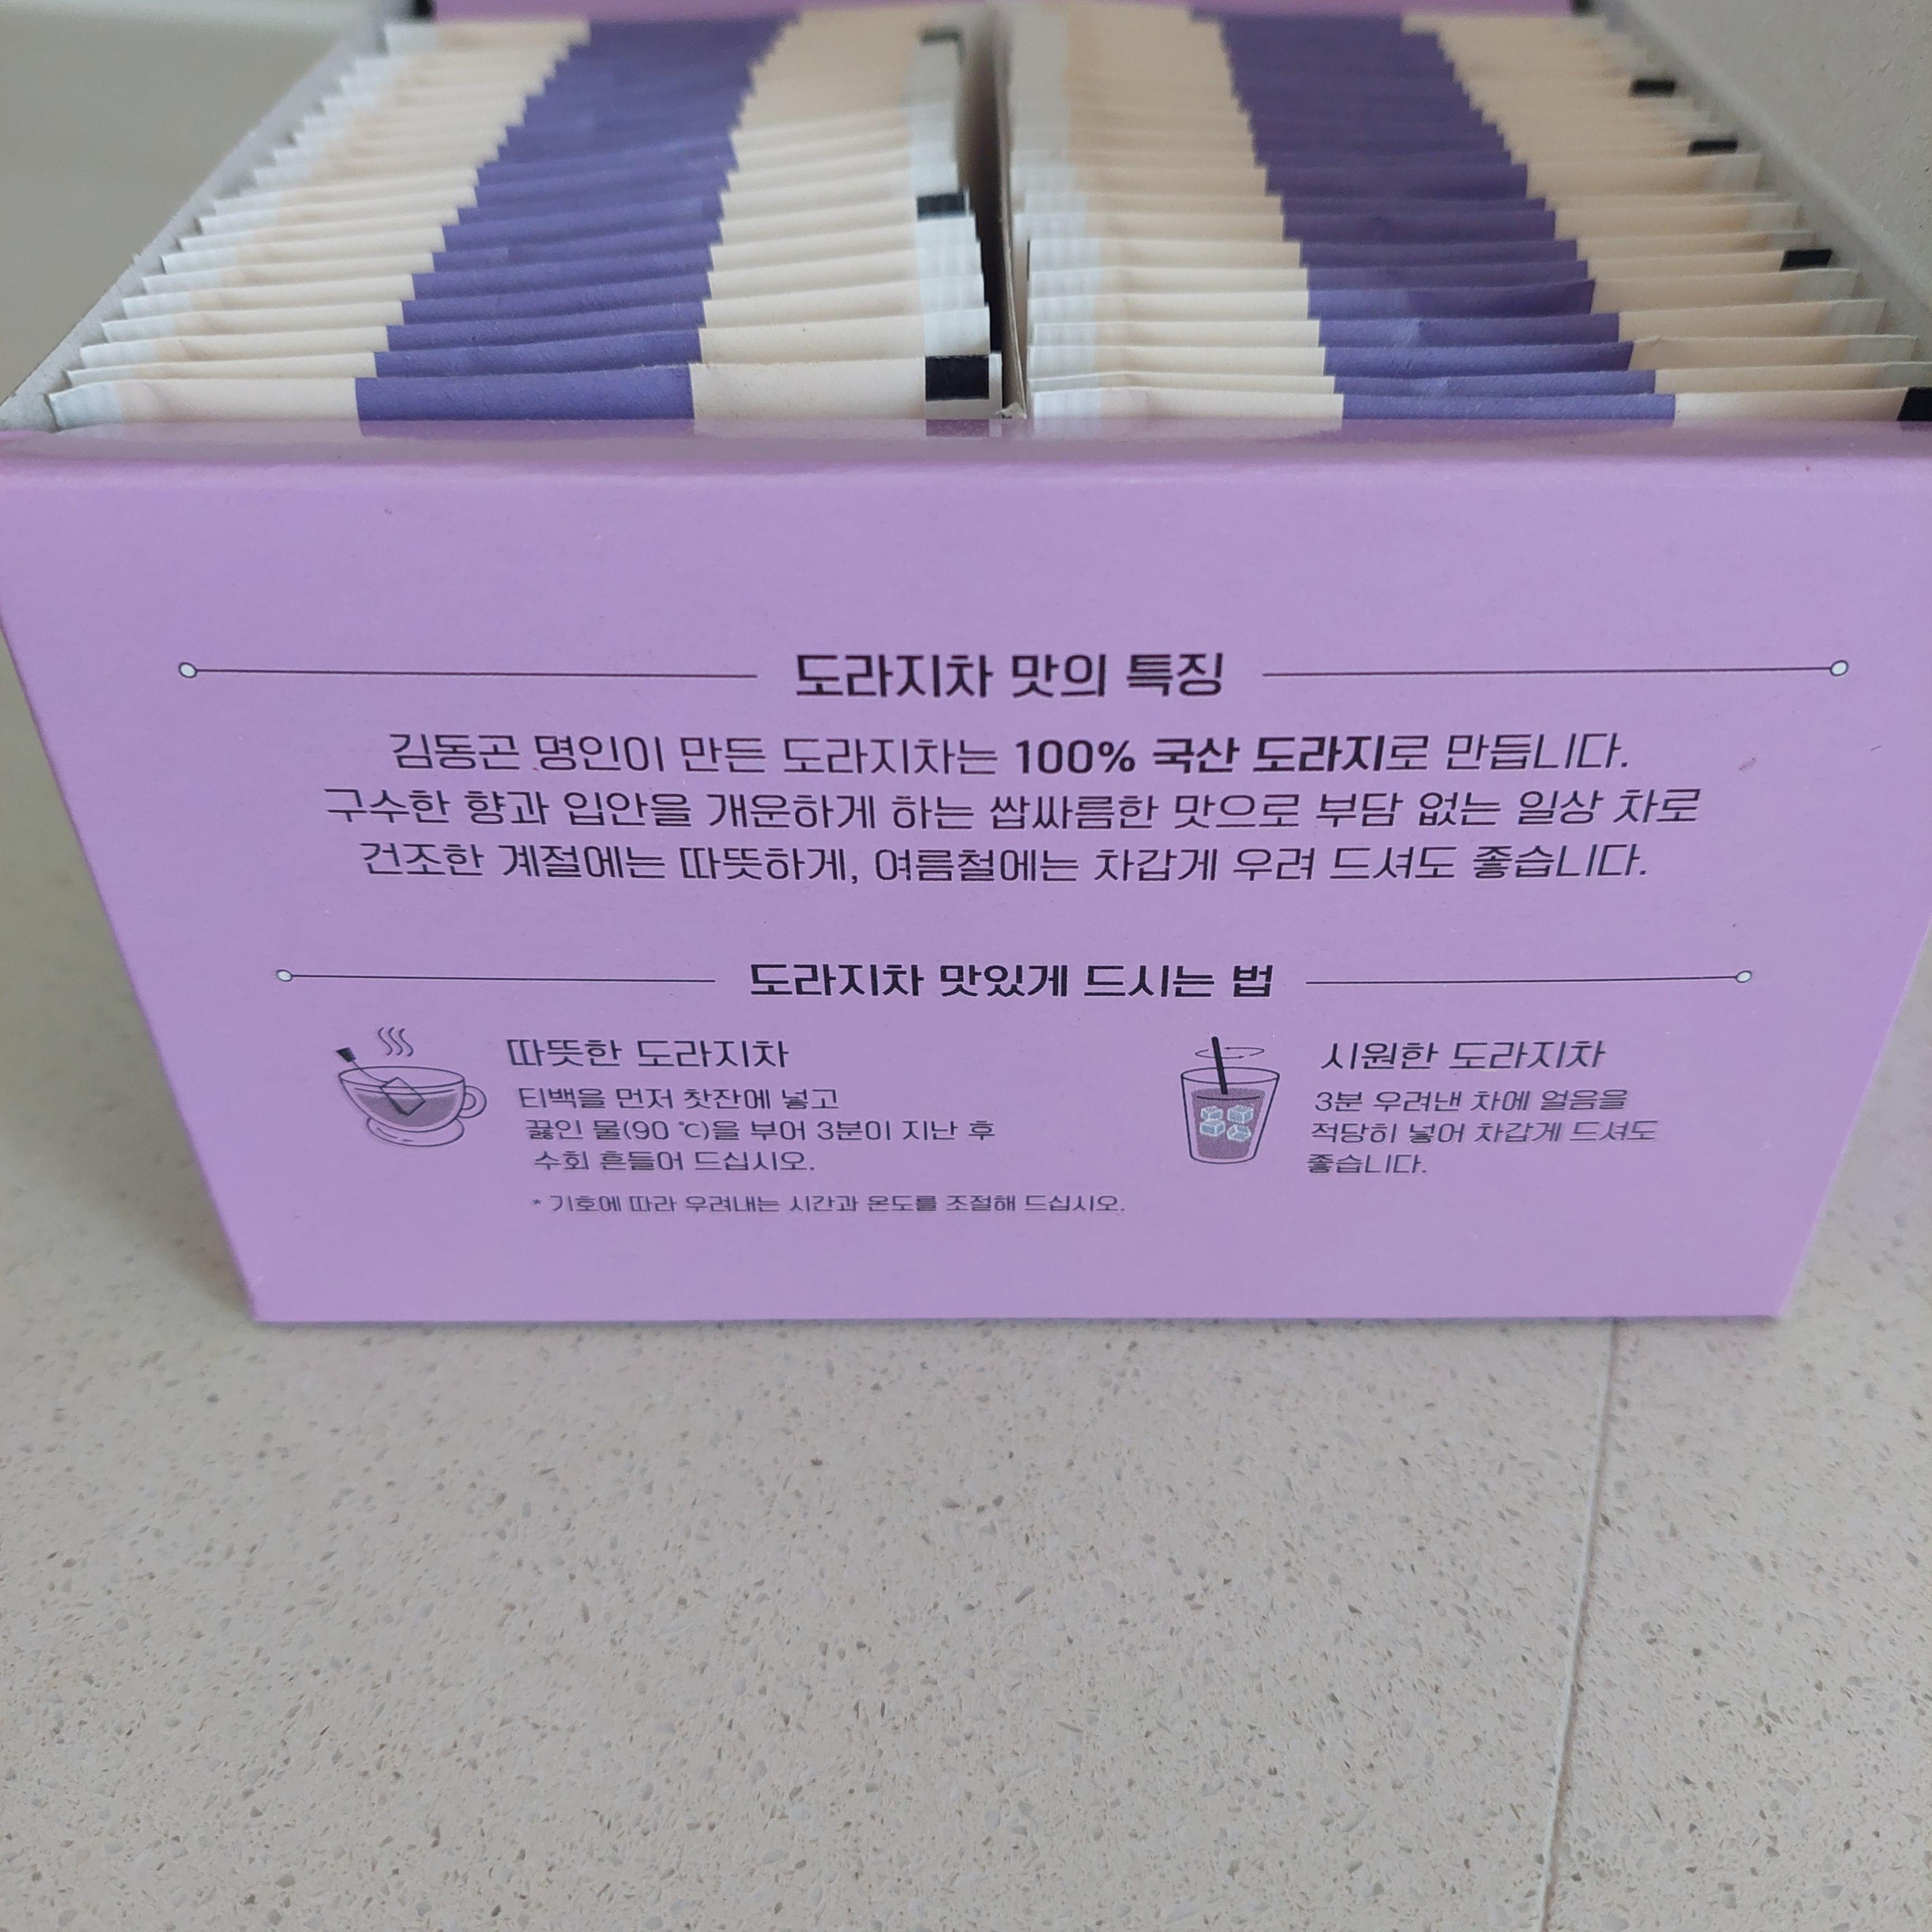 도라지차 맛의 특징
김동곤 명인이 만든 도라지차는 100% 국산 도라지로 만듭니다.
구수한 향과 입안을 개운하게 하는 쌉싸름한 맛으로 부담 없는 일상 차로
건조한 계절에는 따뜻하게, 여름철에는 차갑게 우려 드셔도 좋습니다.
도라지차 맛있게 드시는 법
따뜻한 도라지차
티백을 먼저 찻잔에 넣고
끓인 물(90 ℃)을 부어 3분이 지난 후
수회 흔들어 드십시오.
시원한 도라지차
3분 우려낸 차에 얼음을
적당히 넣어 차갑게 드셔도
좋습니다.
* 기호에 따라 우려내는 시간과 온도를 조절해 드십시오.